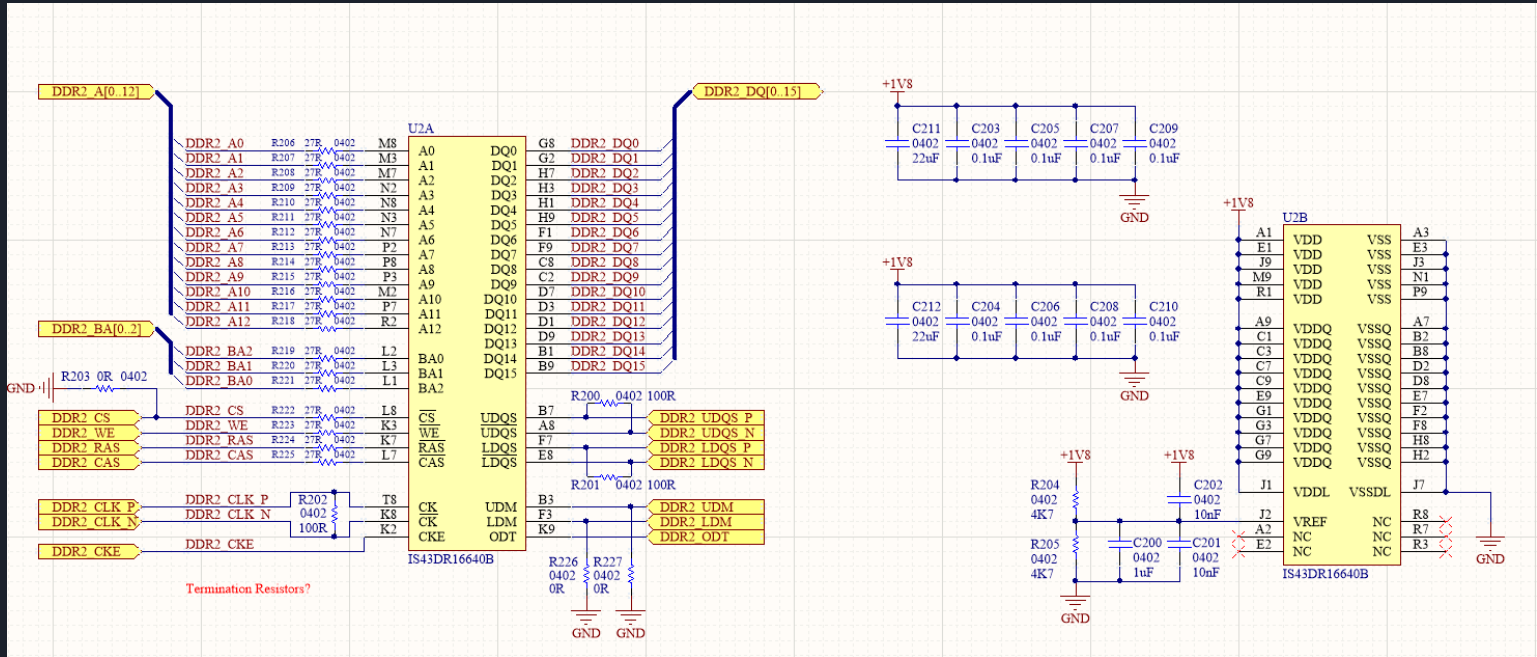 DDR2_A[0..12]
DDR2_DQ[0..15]
U2A
DDR2_A0 R206 27R 0402 M8 A0 DQ0 G8 DDR2_DQ0
DDR2_A1 R207 27R 0402 M3 A1 DQ1 G2 DDR2_DQ1
DDR2_A2 R208 27R 0402 M7 A2 DQ2 H7 DDR2_DQ2
DDR2_A3 R209 27R 0402 N2 A3 DQ3 H3 DDR2_DQ3
DDR2_A4 R210 27R 0402 N8 A4 DQ4 H1 DDR2_DQ4
DDR2_A5 R211 27R 0402 N3 A5 DQ5 H9 DDR2_DQ5
DDR2_A6 R212 27R 0402 N7 A6 DQ6 F1 DDR2_DQ6
DDR2_A7 R213 27R 0402 P2 A7 DQ7 F9 DDR2_DQ7
DDR2_A8 R214 27R 0402 P8 A8 DQ8 C8 DDR2_DQ8
DDR2_A9 R215 27R 0402 P3 A9 DQ9 C2 DDR2_DQ9
DDR2_A10 R216 27R 0402 M2 A10 DQ10 D7 DDR2_DQ10
DDR2_A11 R217 27R 0402 P7 A11 DQ11 D3 DDR2_DQ11
DDR2_A12 R218 27R 0402 R2 A12 DQ12 D1 DDR2_DQ12
DQ13 D9 DDR2_DQ13
DDR2_BA[0..2]
DDR2_BA2 R219 27R 0402 L2 BA0 DQ14 B1 DDR2_DQ14
DDR2_BA1 R220 27R 0402 L3 BA1 DQ15 B9 DDR2_DQ15
DDR2_BA0 R221 27R 0402 L1 BA2
GND R203 0R 0402
R200 0402 100R
DDR2_CS DDR2_CS R222 27R 0402 L8 CS UDQS B7 DDR2_UDQS_P
DDR2_WE DDR2_WE R223 27R 0402 K3 WE UDQS A8 DDR2_UDQS_N
DDR2_RAS DDR2_RAS R224 27R 0402 K7 RAS LDQS F7 DDR2_LDQS_P
DDR2_CAS DDR2_CAS R225 27R 0402 L7 CAS LDQS E8 DDR2_LDQS_N
R201 0402 100R
DDR2_CLK_P DDR2_CLK_P T8 CK UDM B3 DDR2_UDM
DDR2_CLK_N DDR2_CLK_N K8 CK LDM F3 DDR2_LDM
R202
0402
100R
DDR2_CKE DDR2_CKE K2 CKE ODT K9 DDR2_ODT
IS43DR16640B
R226 R227
0402 0402
0R 0R
GND GND
Termination Resistors?
+1V8
C211 C203 C205 C207 C209
0402 0402 0402 0402 0402
22uF 0.1uF 0.1uF 0.1uF 0.1uF
GND
+1V8
C212 C204 C206 C208 C210
0402 0402 0402 0402 0402
22uF 0.1uF 0.1uF 0.1uF 0.1uF
GND
+1V8 +1V8
R204
0402
4K7
C202
0402
10nF
R205
0402
4K7
C200
0402
1uF
C201
0402
10nF
GND
+1V8
U2B
A1 VDD VSS A3
E1 VDD VSS E3
J9 VDD VSS J3
M9 VDD VSS N1
R1 VDD VSS P9
A9 VDDQ VSSQ A7
C1 VDDQ VSSQ B2
C3 VDDQ VSSQ B8
C7 VDDQ VSSQ D2
C9 VDDQ VSSQ D8
E9 VDDQ VSSQ E7
G1 VDDQ VSSQ F2
G3 VDDQ VSSQ F8
G7 VDDQ VSSQ H8
G9 VDDQ VSSQ H2
J1 VDDL VSSDL J7
J2 VREF NC R8
A2 NC NC R7
E2 NC NC R3
IS43DR16640B
GND